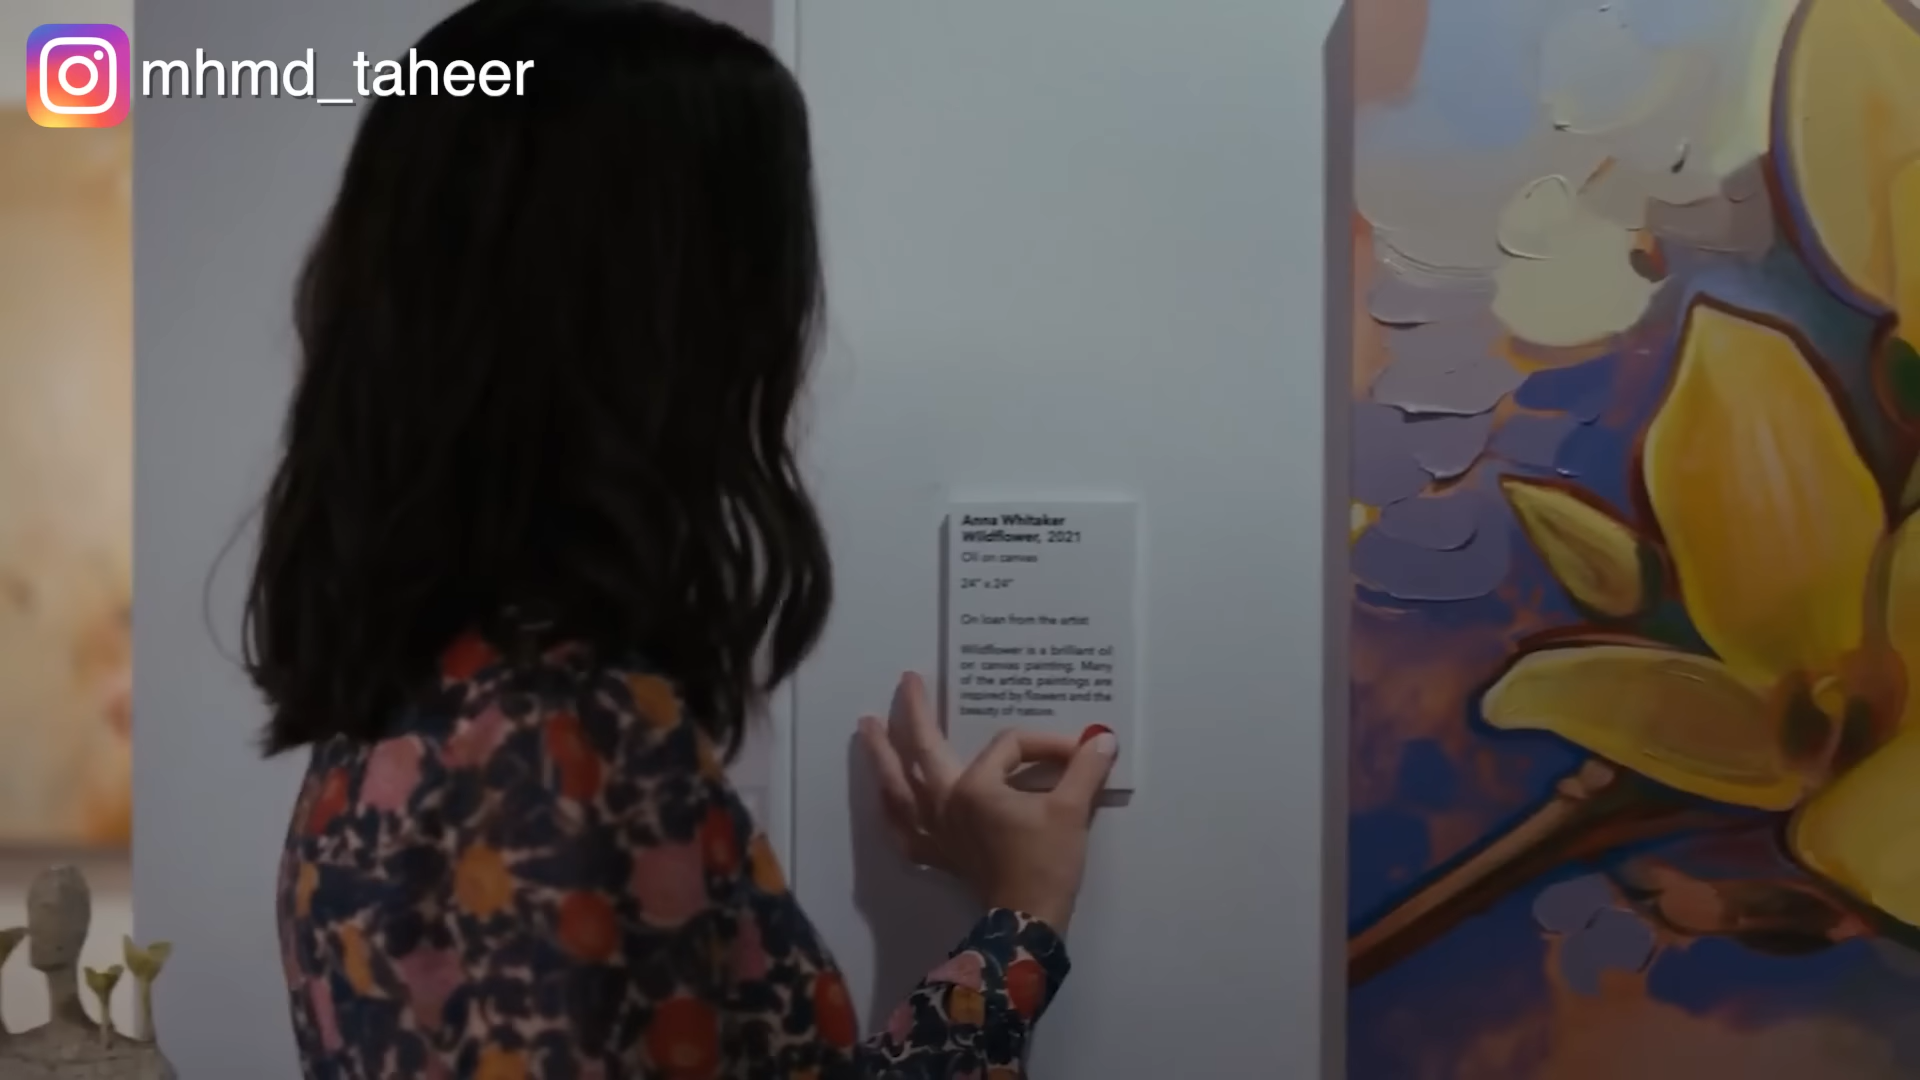 mhmd_taheer
Anna Whitaker
Wildflower, 2021
Oil on canvas
24" x 24"
On loan from the artist
Wildflower is a brilliant oil
on canvas painting. Many
of the artists paintings are
inspired by flowers and the
beauty of nature.